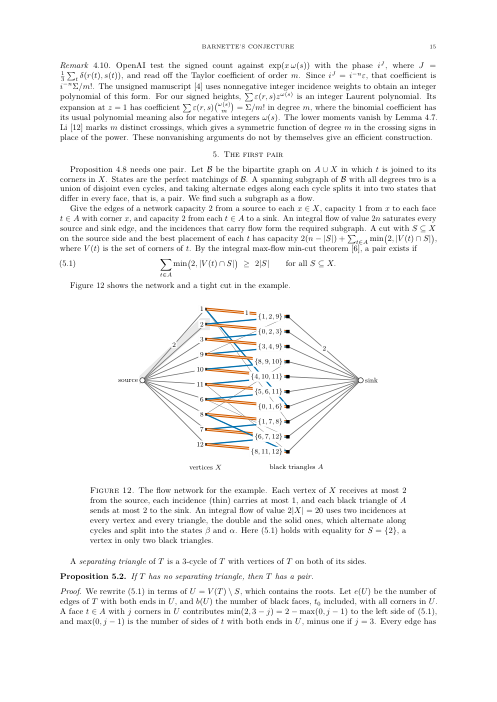 BARNETTE'S CONJECTURE 15
Remark 4.10. OpenAI test the signed count against exp(x ω(s)) with the phase i^J, where J =
1/3 ∑_t δ(r(t), s(t)), and read off the Taylor coefficient of order m. Since i^J = i^{-n}ε, that coefficient is
i^{-n}Σ/m!. The unsigned manuscript [4] uses nonnegative integer incidence weights to obtain an integer
polynomial of this form. For our signed heights, ∑ ε(r, s)z^{ω(s)} is an integer Laurent polynomial. Its
expansion at z = 1 has coefficient ∑ ε(r, s)(ω(s) m) = Σ/m! in degree m, where the binomial coefficient has
its usual polynomial meaning also for negative integers ω(s). The lower moments vanish by Lemma 4.7.
Li [12] marks m distinct crossings, which gives a symmetric function of degree m in the crossing signs in
place of the power. These nonvanishing arguments do not by themselves give an efficient construction.
5. The first pair
Proposition 4.8 needs one pair. Let B be the bipartite graph on A ∪ X in which t is joined to its
corners in X. States are the perfect matchings of B. A spanning subgraph of B with all degrees two is a
union of disjoint even cycles, and taking alternate edges along each cycle splits it into two states that
differ in every face, that is, a pair. We find such a subgraph as a flow.
Give the edges of a network capacity 2 from a source to each x ∈ X, capacity 1 from x to each face
t ∈ A with corner x, and capacity 2 from each t ∈ A to a sink. An integral flow of value 2n saturates every
source and sink edge, and the incidences that carry flow form the required subgraph. A cut with S ⊆ X
on the source side and the best placement of each t has capacity 2(n − |S|) + ∑_{t∈A} min(2, |V(t) ∩ S|),
where V(t) is the set of corners of t. By the integral max-flow min-cut theorem [6], a pair exists if
(5.1) ∑_{t∈A} min(2, |V(t) ∩ S|) ≥ 2|S| for all S ⊆ X.
Figure 12 shows the network and a tight cut in the example.
source
2
1
2
3
9
10
11
6
8
7
12
1
{1, 2, 9}
{0, 2, 3}
{3, 4, 9}
{8, 9, 10}
{4, 10, 11}
{5, 6, 11}
{0, 1, 6}
{1, 7, 8}
{6, 7, 12}
{8, 11, 12}
2
sink
vertices X
black triangles A
Figure 12. The flow network for the example. Each vertex of X receives at most 2
from the source, each incidence (thin) carries at most 1, and each black triangle of A
sends at most 2 to the sink. An integral flow of value 2|X| = 20 uses two incidences at
every vertex and every triangle, the double and the solid ones, which alternate along
cycles and split into the states β and α. Here (5.1) holds with equality for S = {2}, a
vertex in only two black triangles.
A separating triangle of T is a 3-cycle of T with vertices of T on both of its sides.
Proposition 5.2. If T has no separating triangle, then T has a pair.
Proof. We rewrite (5.1) in terms of U = V(T) \ S, which contains the roots. Let e(U) be the number of
edges of T with both ends in U, and b(U) the number of black faces, t₀ included, with all corners in U.
A face t ∈ A with j corners in U contributes min(2, 3 − j) = 2 − max(0, j − 1) to the left side of (5.1),
and max(0, j − 1) is the number of sides of t with both ends in U, minus one if j = 3. Every edge has